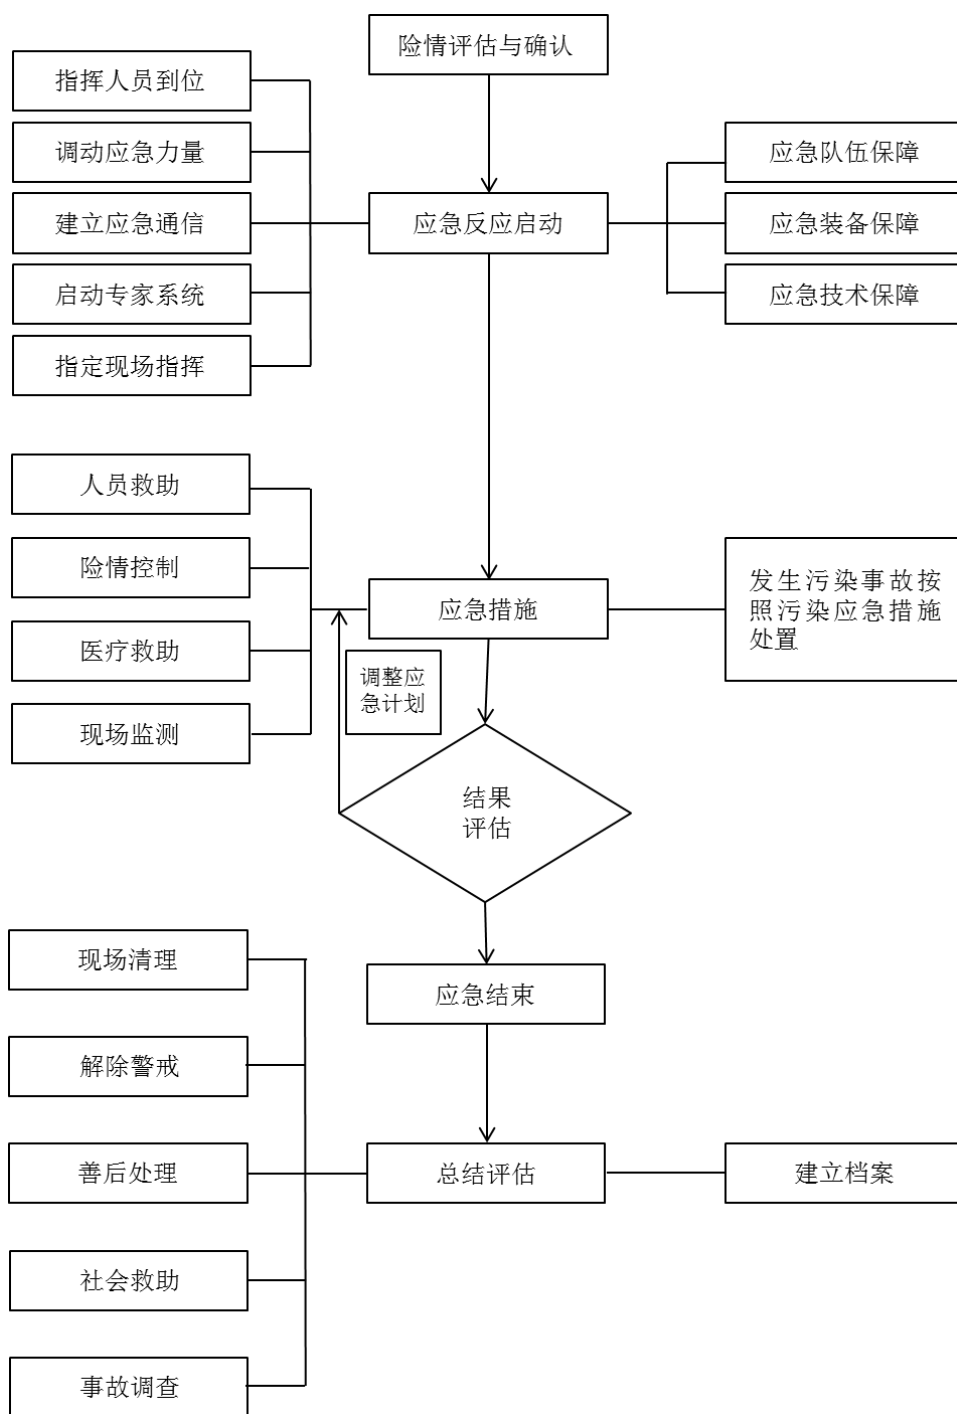 险情评估与确认
指挥人员到位
调动应急力量
建立应急通信
启动专家系统
指定现场指挥
应急反应启动
应急队伍保障
应急装备保障
应急技术保障
人员救助
险情控制
医疗救助
现场监测
应急措施
发生污染事故按
照污染应急措施
处置
调整应
急计划
结果
评估
应急结束
现场清理
解除警戒
善后处理
社会救助
事故调查
总结评估
建立档案